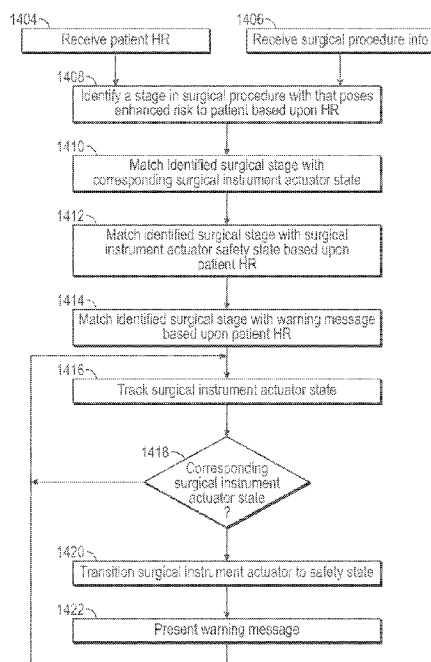 1404
Receive patient HR
1406
Receive surgical procedure info
1408
Identify a stage in surgical procedure with that poses
enhanced risk to patient based upon HR
1410
Match Identified surgical stage with
corresponding surgical instrument actuator state
1412
Match identified surgical stage with surgical
instrument actuator safety state based upon
patient HR
1414
Match identified surgical stage with warning message
based upon patient HR
1416
Track surgical instrument actuator state
1418
Corresponding
surgical instrument
actuator state
?
1420
Transition surgical instrument actuator to safety state
1422
Present warning message